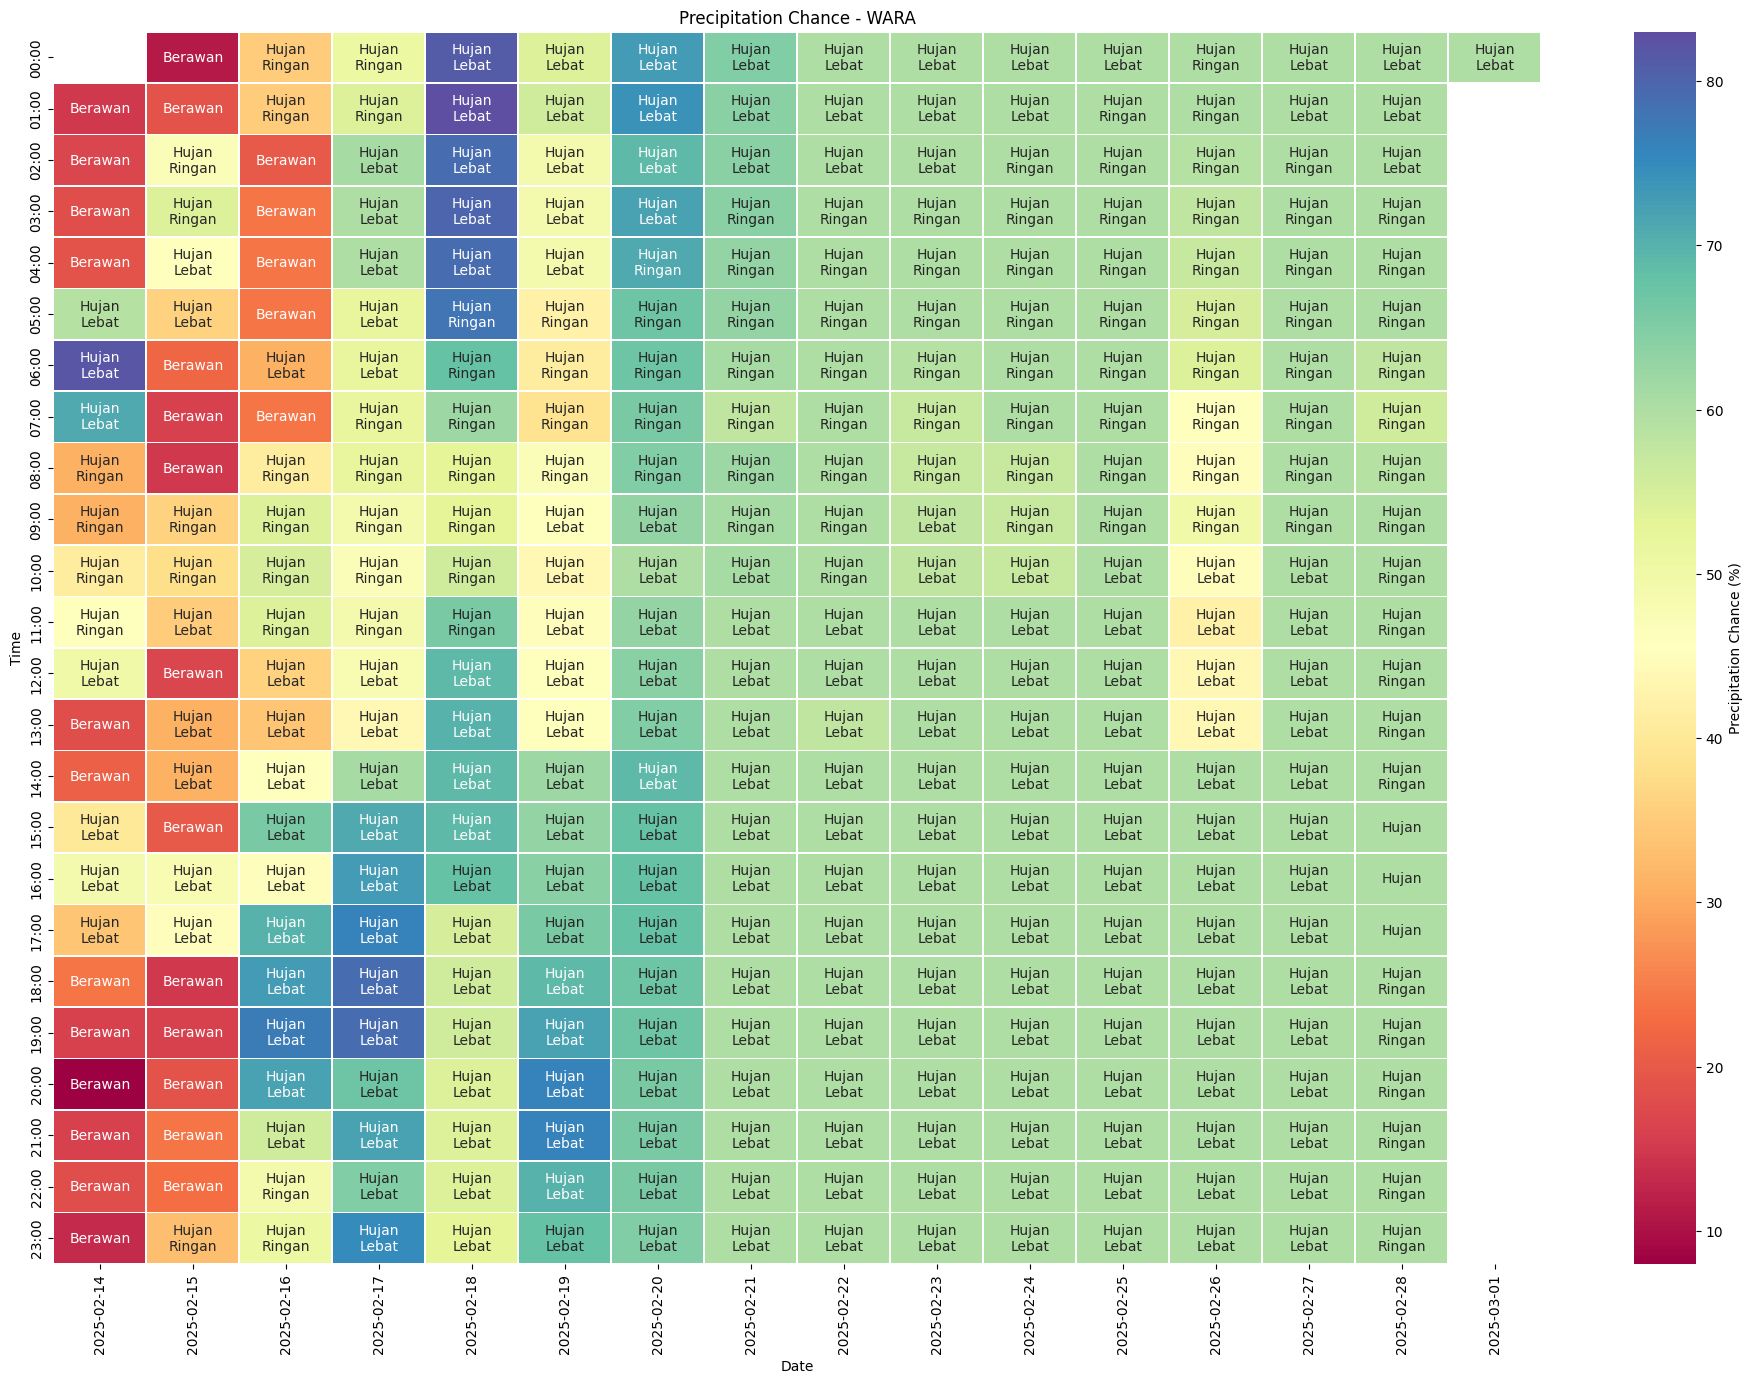 Precipitation Chance - WARA
00:00 Berawan Hujan Ringan Hujan Ringan Hujan Lebat Hujan Lebat Hujan Lebat Hujan Lebat Hujan Lebat Hujan Lebat Hujan Lebat Hujan Lebat Hujan Ringan Hujan Lebat Hujan Lebat Hujan Lebat
01:00 Berawan Berawan Hujan Ringan Hujan Ringan Hujan Lebat Hujan Lebat Hujan Lebat Hujan Lebat Hujan Lebat Hujan Lebat Hujan Lebat Hujan Ringan Hujan Ringan Hujan Lebat Hujan Lebat
02:00 Berawan Hujan Ringan Berawan Hujan Lebat Hujan Lebat Hujan Lebat Hujan Lebat Hujan Lebat Hujan Lebat Hujan Lebat Hujan Ringan Hujan Ringan Hujan Ringan Hujan Ringan Hujan Lebat
03:00 Berawan Hujan Ringan Berawan Hujan Lebat Hujan Lebat Hujan Lebat Hujan Lebat Hujan Ringan Hujan Ringan Hujan Ringan Hujan Ringan Hujan Ringan Hujan Ringan Hujan Ringan Hujan Ringan
04:00 Berawan Hujan Lebat Berawan Hujan Lebat Hujan Lebat Hujan Lebat Hujan Ringan Hujan Ringan Hujan Ringan Hujan Ringan Hujan Ringan Hujan Ringan Hujan Ringan Hujan Ringan Hujan Ringan
05:00 Hujan Lebat Hujan Lebat Berawan Hujan Lebat Hujan Ringan Hujan Ringan Hujan Ringan Hujan Ringan Hujan Ringan Hujan Ringan Hujan Ringan Hujan Ringan Hujan Ringan Hujan Ringan Hujan Ringan
06:00 Hujan Lebat Berawan Hujan Lebat Hujan Lebat Hujan Ringan Hujan Ringan Hujan Ringan Hujan Ringan Hujan Ringan Hujan Ringan Hujan Ringan Hujan Ringan Hujan Ringan Hujan Ringan Hujan Ringan
07:00 Hujan Lebat Berawan Berawan Hujan Ringan Hujan Ringan Hujan Ringan Hujan Ringan Hujan Ringan Hujan Ringan Hujan Ringan Hujan Ringan Hujan Ringan Hujan Ringan Hujan Ringan Hujan Ringan
08:00 Hujan Ringan Berawan Hujan Ringan Hujan Ringan Hujan Ringan Hujan Ringan Hujan Ringan Hujan Ringan Hujan Ringan Hujan Ringan Hujan Ringan Hujan Ringan Hujan Ringan Hujan Ringan Hujan Ringan
09:00 Hujan Ringan Hujan Ringan Hujan Ringan Hujan Ringan Hujan Ringan Hujan Lebat Hujan Lebat Hujan Ringan Hujan Ringan Hujan Lebat Hujan Ringan Hujan Ringan Hujan Ringan Hujan Ringan Hujan Ringan
10:00 Hujan Ringan Hujan Ringan Hujan Ringan Hujan Ringan Hujan Ringan Hujan Lebat Hujan Lebat Hujan Lebat Hujan Ringan Hujan Lebat Hujan Lebat Hujan Lebat Hujan Lebat Hujan Lebat Hujan Ringan
11:00 Hujan Ringan Hujan Lebat Hujan Ringan Hujan Ringan Hujan Ringan Hujan Lebat Hujan Lebat Hujan Lebat Hujan Lebat Hujan Lebat Hujan Lebat Hujan Lebat Hujan Lebat Hujan Lebat Hujan Ringan
12:00 Hujan Lebat Berawan Hujan Lebat Hujan Lebat Hujan Lebat Hujan Lebat Hujan Lebat Hujan Lebat Hujan Lebat Hujan Lebat Hujan Lebat Hujan Lebat Hujan Lebat Hujan Lebat Hujan Ringan
13:00 Berawan Hujan Lebat Hujan Lebat Hujan Lebat Hujan Lebat Hujan Lebat Hujan Lebat Hujan Lebat Hujan Lebat Hujan Lebat Hujan Lebat Hujan Lebat Hujan Lebat Hujan Lebat Hujan Ringan
14:00 Berawan Hujan Lebat Hujan Lebat Hujan Lebat Hujan Lebat Hujan Lebat Hujan Lebat Hujan Lebat Hujan Lebat Hujan Lebat Hujan Lebat Hujan Lebat Hujan Lebat Hujan Lebat Hujan Ringan
15:00 Hujan Lebat Berawan Hujan Lebat Hujan Lebat Hujan Lebat Hujan Lebat Hujan Lebat Hujan Lebat Hujan Lebat Hujan Lebat Hujan Lebat Hujan Lebat Hujan Lebat Hujan Lebat Hujan
16:00 Hujan Lebat Hujan Lebat Hujan Lebat Hujan Lebat Hujan Lebat Hujan Lebat Hujan Lebat Hujan Lebat Hujan Lebat Hujan Lebat Hujan Lebat Hujan Lebat Hujan Lebat Hujan Lebat Hujan
17:00 Hujan Lebat Hujan Lebat Hujan Lebat Hujan Lebat Hujan Lebat Hujan Lebat Hujan Lebat Hujan Lebat Hujan Lebat Hujan Lebat Hujan Lebat Hujan Lebat Hujan Lebat Hujan Lebat Hujan
18:00 Berawan Berawan Hujan Lebat Hujan Lebat Hujan Lebat Hujan Lebat Hujan Lebat Hujan Lebat Hujan Lebat Hujan Lebat Hujan Lebat Hujan Lebat Hujan Lebat Hujan Lebat Hujan Ringan
19:00 Berawan Berawan Hujan Lebat Hujan Lebat Hujan Lebat Hujan Lebat Hujan Lebat Hujan Lebat Hujan Lebat Hujan Lebat Hujan Lebat Hujan Lebat Hujan Lebat Hujan Lebat Hujan Ringan
20:00 Berawan Berawan Hujan Lebat Hujan Lebat Hujan Lebat Hujan Lebat Hujan Lebat Hujan Lebat Hujan Lebat Hujan Lebat Hujan Lebat Hujan Lebat Hujan Lebat Hujan Lebat Hujan Ringan
21:00 Berawan Berawan Hujan Lebat Hujan Lebat Hujan Lebat Hujan Lebat Hujan Lebat Hujan Lebat Hujan Lebat Hujan Lebat Hujan Lebat Hujan Lebat Hujan Lebat Hujan Lebat Hujan Ringan
22:00 Berawan Berawan Hujan Ringan Hujan Lebat Hujan Lebat Hujan Lebat Hujan Lebat Hujan Lebat Hujan Lebat Hujan Lebat Hujan Lebat Hujan Lebat Hujan Lebat Hujan Lebat Hujan Ringan
23:00 Berawan Hujan Ringan Hujan Ringan Hujan Lebat Hujan Lebat Hujan Lebat Hujan Lebat Hujan Lebat Hujan Lebat Hujan Lebat Hujan Lebat Hujan Lebat Hujan Lebat Hujan Lebat Hujan Ringan
Time
2025-02-14 2025-02-15 2025-02-16 2025-02-17 2025-02-18 2025-02-19 2025-02-20 2025-02-21 2025-02-22 2025-02-23 2025-02-24 2025-02-25 2025-02-26 2025-02-27 2025-02-28 2025-03-01
Date
80
70
60
50
40
30
20
10
Precipitation Chance (%)